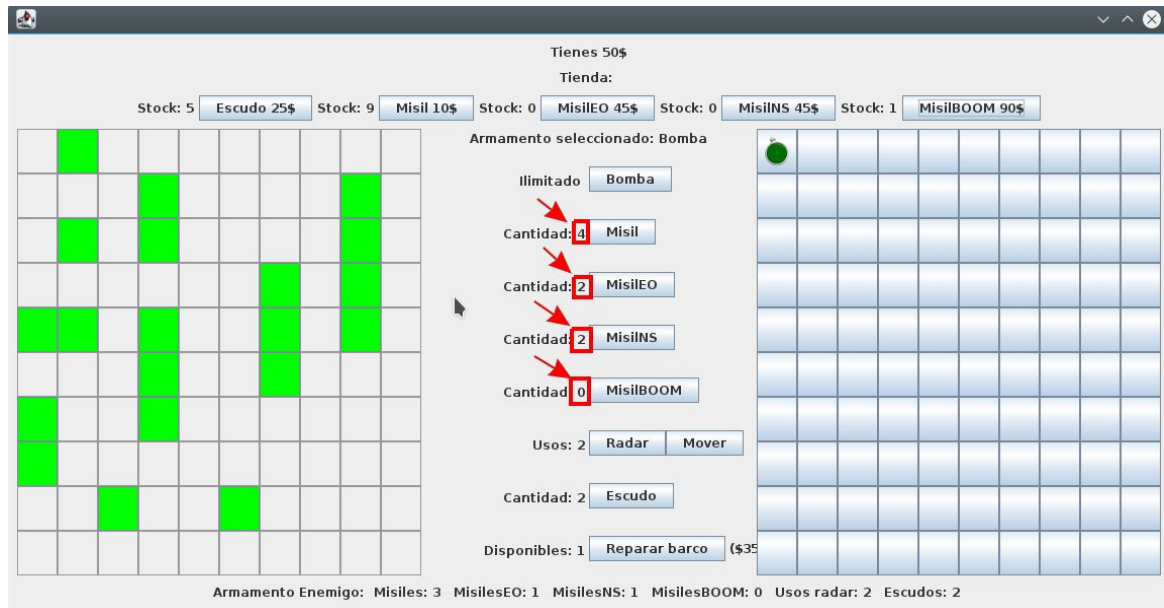 Tienes 50$
Tienda:
Stock: 5 Escudo 25$ Stock: 9 Misil 10$ Stock: 0 MisilEO 45$ Stock: 0 MisilNS 45$ Stock: 1 MisilBOOM 90$
Armamento seleccionado: Bomba
Ilimitado Bomba
Cantidad: 4 Misil
Cantidad: 2 MisilEO
Cantidad: 2 MisilNS
Cantidad 0 MisilBOOM
Usos: 2 Radar Mover
Cantidad: 2 Escudo
Disponibles: 1 Reparar barco ($35
Armamento Enemigo: Misiles: 3 MisilesEO: 1 MisilesNS: 1 MisilesBOOM: 0 Usos radar: 2 Escudos: 2